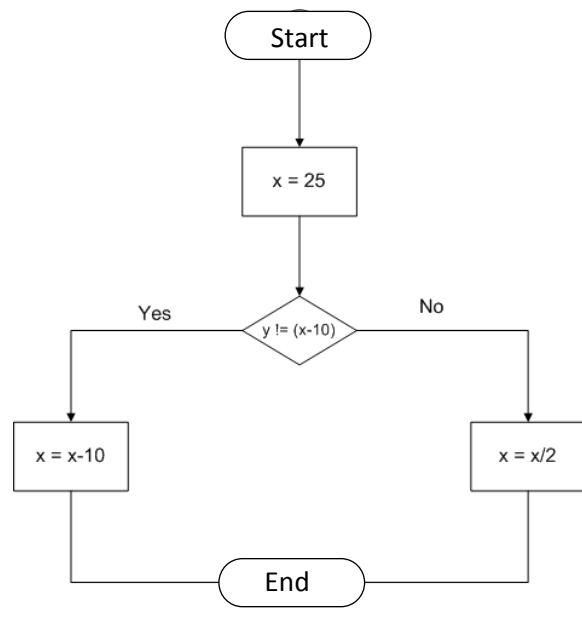 Start
x = 25
y != (x-10)
Yes
No
x = x-10
x = x/2
End